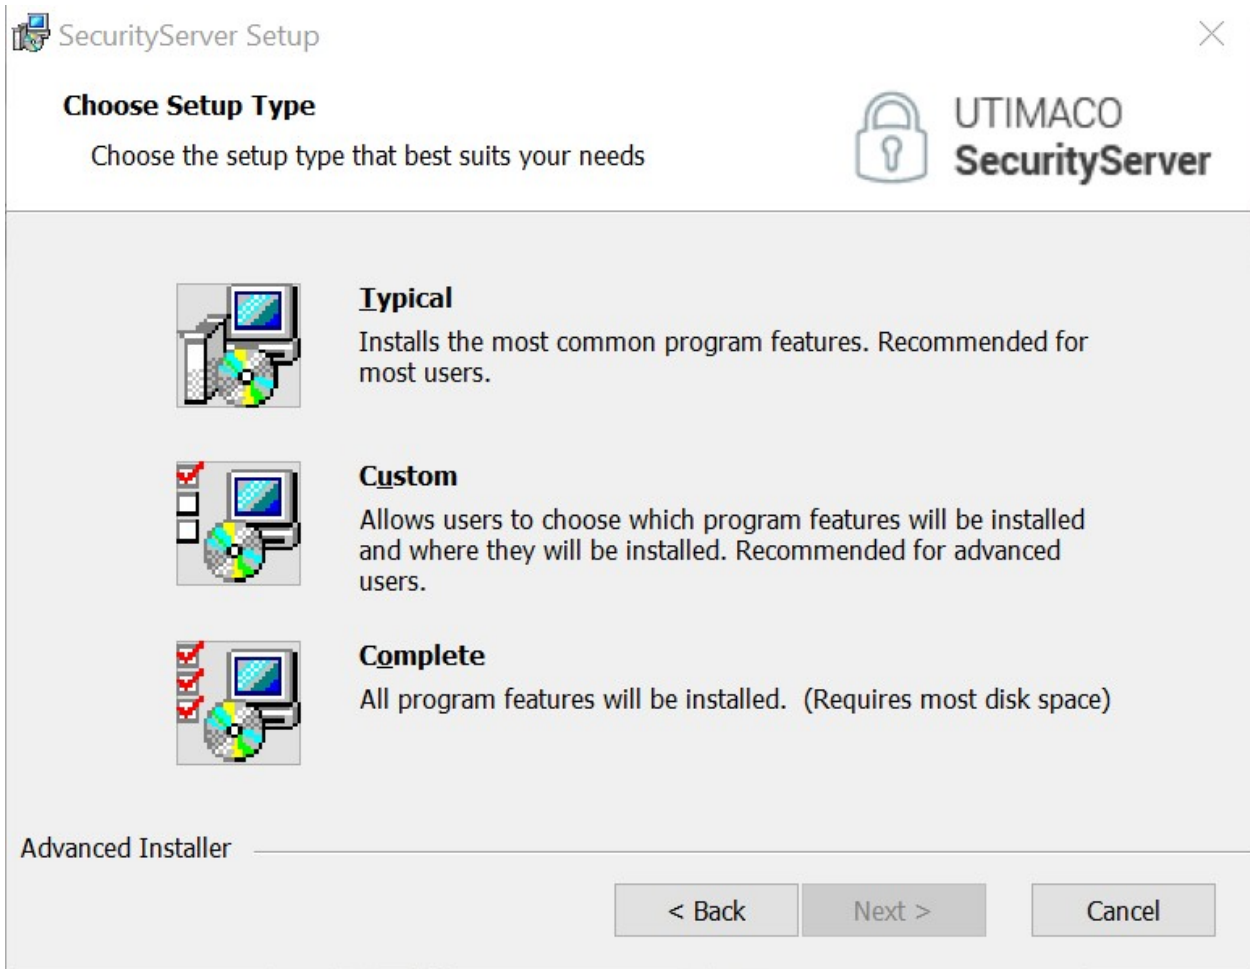 SecurityServer Setup
Choose Setup Type
Choose the setup type that best suits your needs
UTIMACO
SecurityServer
Typical
Installs the most common program features. Recommended for
most users.
Custom
Allows users to choose which program features will be installed
and where they will be installed. Recommended for advanced
users.
Complete
All program features will be installed.  (Requires most disk space)
Advanced Installer
< Back
Next >
Cancel